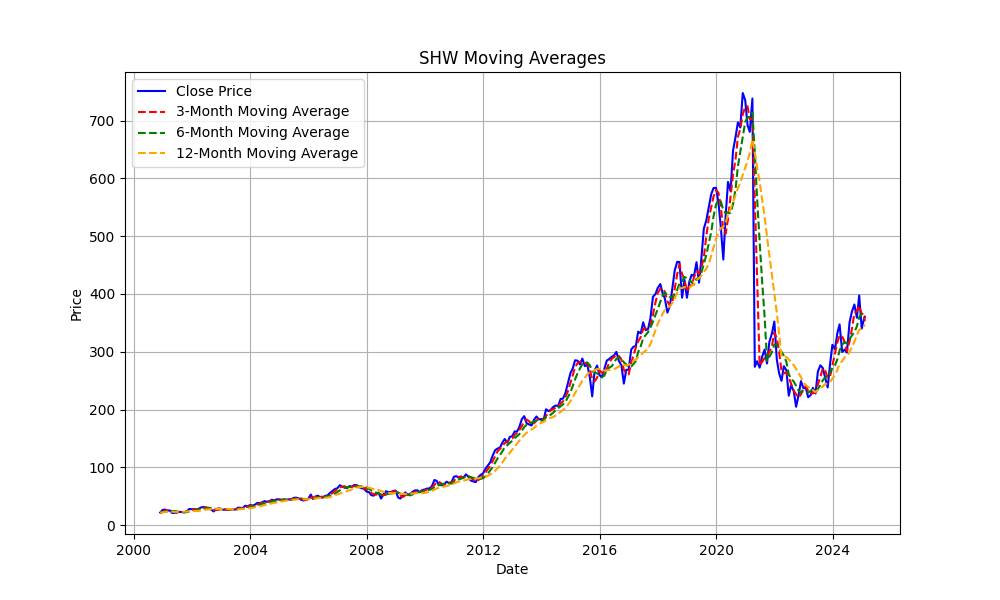 SHW Moving Averages
Close Price
3-Month Moving Average
6-Month Moving Average
12-Month Moving Average
700
600
500
400
300
200
100
0
Price
2000 2004 2008 2012 2016 2020 2024
Date